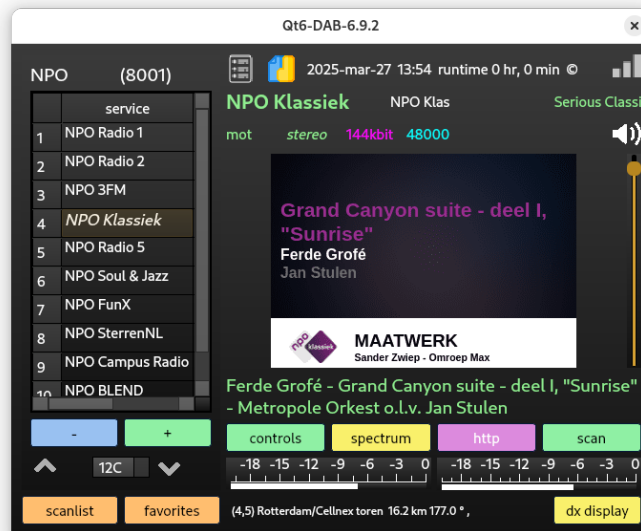 Qt6-DAB-6.9.2
NPO (8001)
2025-mar-27 13:54 runtime 0 hr, 0 min ©
service
1 NPO Radio 1
2 NPO Radio 2
3 NPO 3FM
4 NPO Klassiek
5 NPO Radio 5
6 NPO Soul & Jazz
7 NPO FunX
8 NPO SterrenNL
9 NPO Campus Radio
10 NPO BLEND
NPO Klassiek NPO Klas Serious Classi
mot stereo 144kbit 48000
Grand Canyon suite - deel I,
"Sunrise"
Ferde Grofé
Jan Stulen
npo klassiek
MAATWERK
Sander Zwiep - Omroep Max
Ferde Grofé - Grand Canyon suite - deel I, "Sunrise"
- Metropole Orkest o.l.v. Jan Stulen
- +
controls spectrum http scan
12C
-18 -15 -12 -9 -6 -3 0
-18 -15 -12 -9 -6 -3 0
scanlist favorites
(4,5) Rotterdam/Cellnex toren 16.2 km 177.0 ° ,
dx display